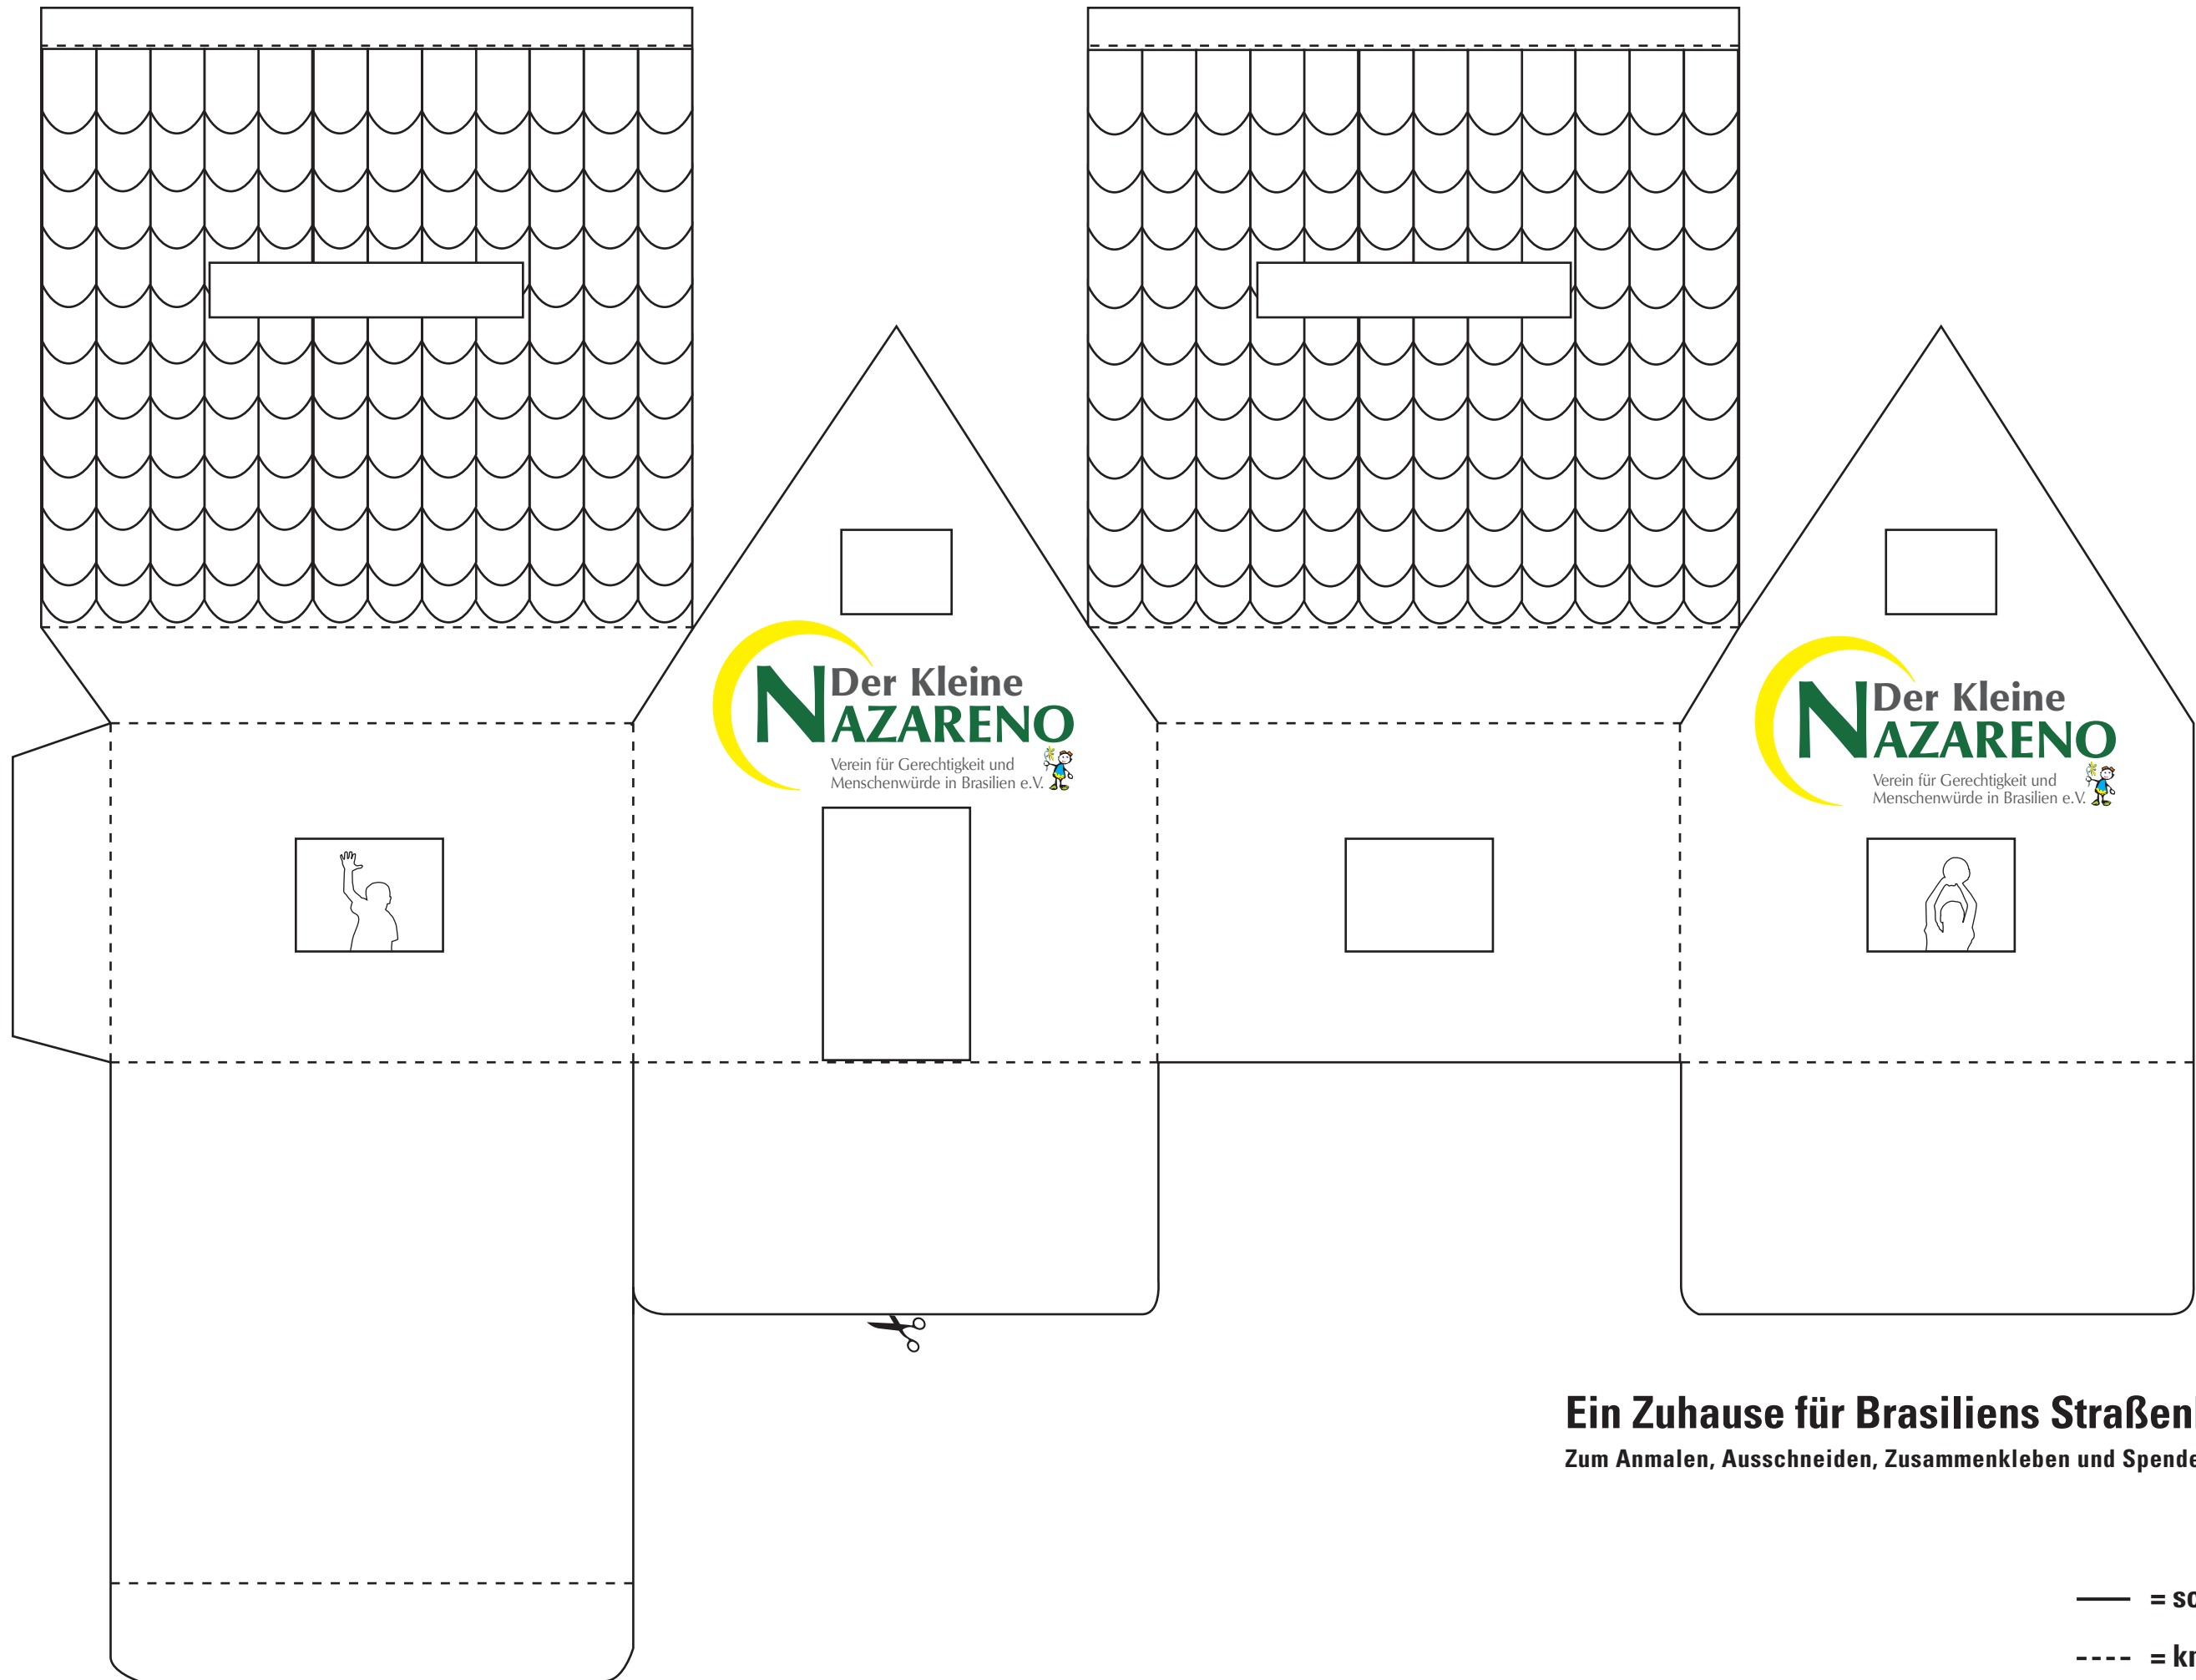 Der Kleine
NAZARENO
Verein für Gerechtigkeit und
Menschenwürde in Brasilien e.V.
Der Kleine
NAZARENO
Verein für Gerechtigkeit und
Menschenwürde in Brasilien e.V.
Ein Zuhause für Brasiliens
Zum Anmalen, Ausschneiden, Zusammenkleben und
=
=